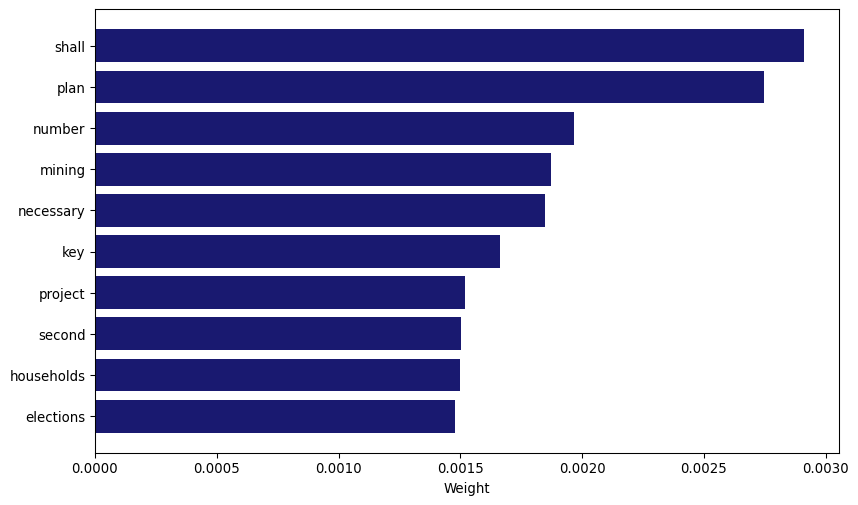 shall
plan
number
mining
necessary
key
project
second
households
elections
0.0000 0.0005 0.0010 0.0015 0.0020 0.0025 0.0030
Weight